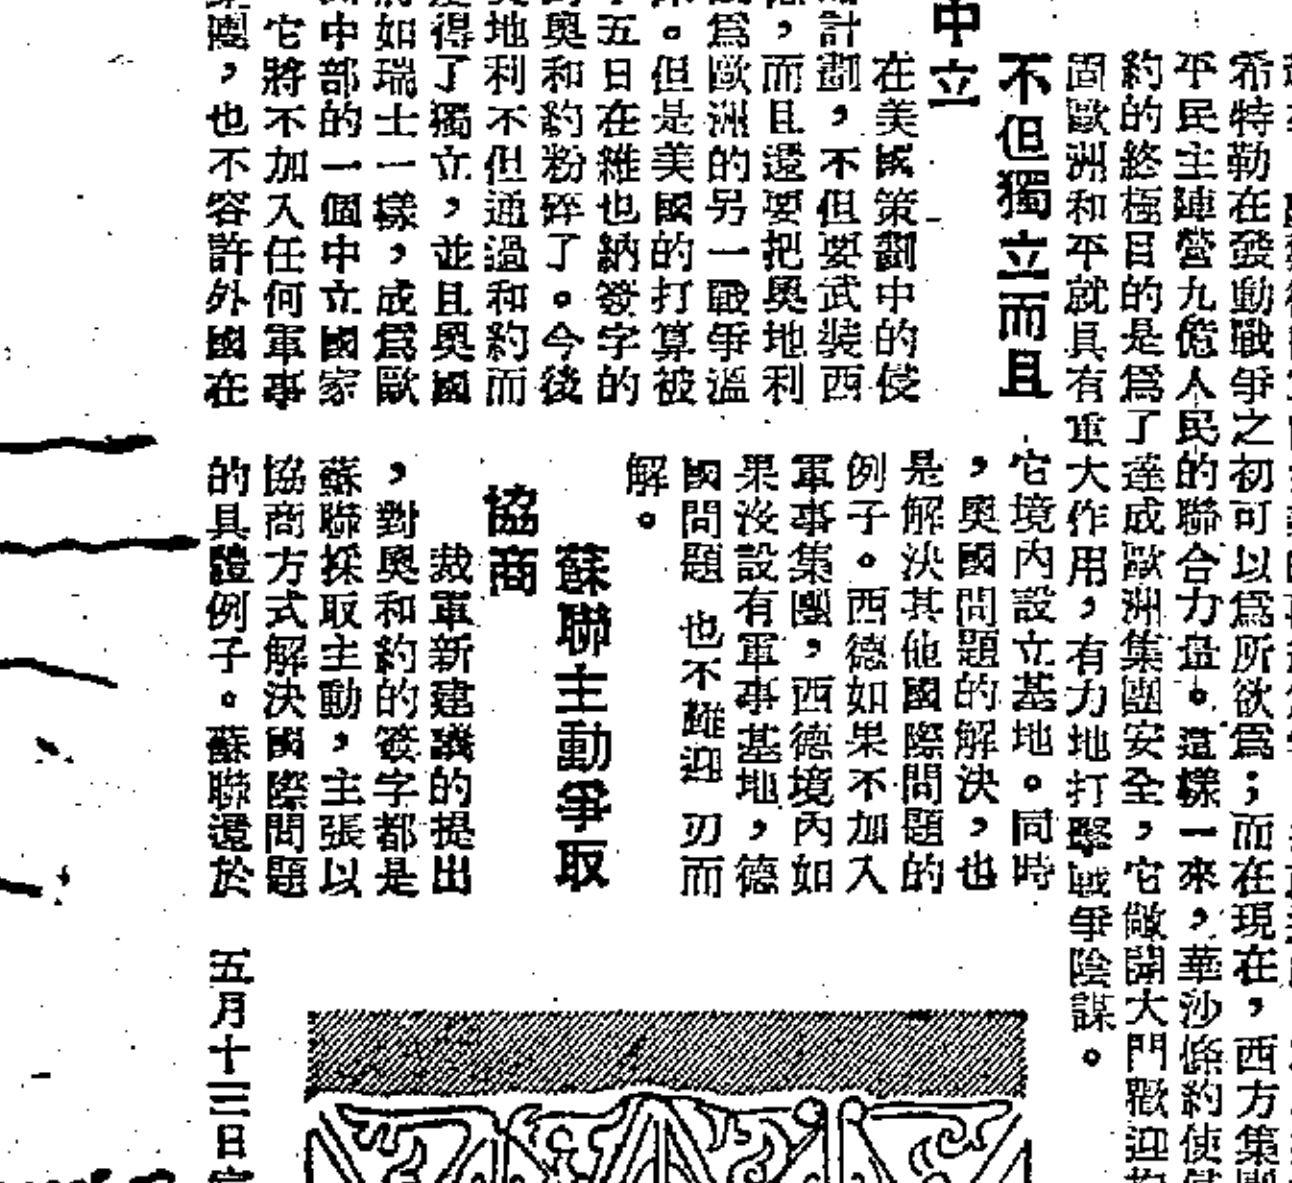 希特勒在發動戰爭之初可以爲所欲爲；而在現在，西方集團
平民主陣營九億人民的聯合力量。這樣一來，華沙條約使
約的終極目的是爲了達成歐洲集團安全，它敞開大門歡迎
固歐洲和平就具有重大作用，有力地打擊戰爭陰謀。
不但獨立而且
中立
在美國策劃中的侵
計劃，不但要武裝西
，而且還要把奧地利
爲歐洲的另一戰爭溫
。但是美國的打算被
五日在維也納簽字的
奧和約粉碎了。今後
地利不但通過和約而
得了獨立，並且奧國
如瑞士一樣，成爲歐
中部的一個中立國家
它將不加入任何軍事
團，也不容許外國在
它境內設立基地。同時
，奧國問題的解決，也
是解決其他國際問題的
例子。西德如果不加入
軍事集團，西德境內如
果沒設有軍事基地，德
國問題 也不難迎 刃而
解。
蘇聯主動爭取
協商
裁軍新建議的提出
，對奧和約的簽字都是
蘇聯採取主動，主張以
協商方式解決國際問題
的具體例子。蘇聯還於
五月十三日